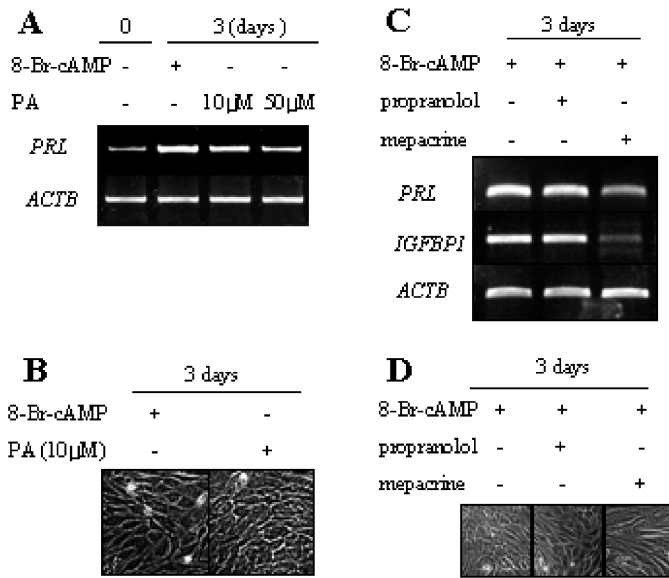 A
0 3 (days)
8-Br-cAMP - + - -
PA - - 10μM 50μM
PRL
ACTB
B
3 days
8-Br-cAMP + -
PA (10μM) - +
C
3 days
8-Br-cAMP + + +
propranolol - + -
mepacrine - - +
PRL
IGFBP1
ACTB
D
3 days
8-Br-cAMP + + +
propranolol - + -
mepacrine - - +